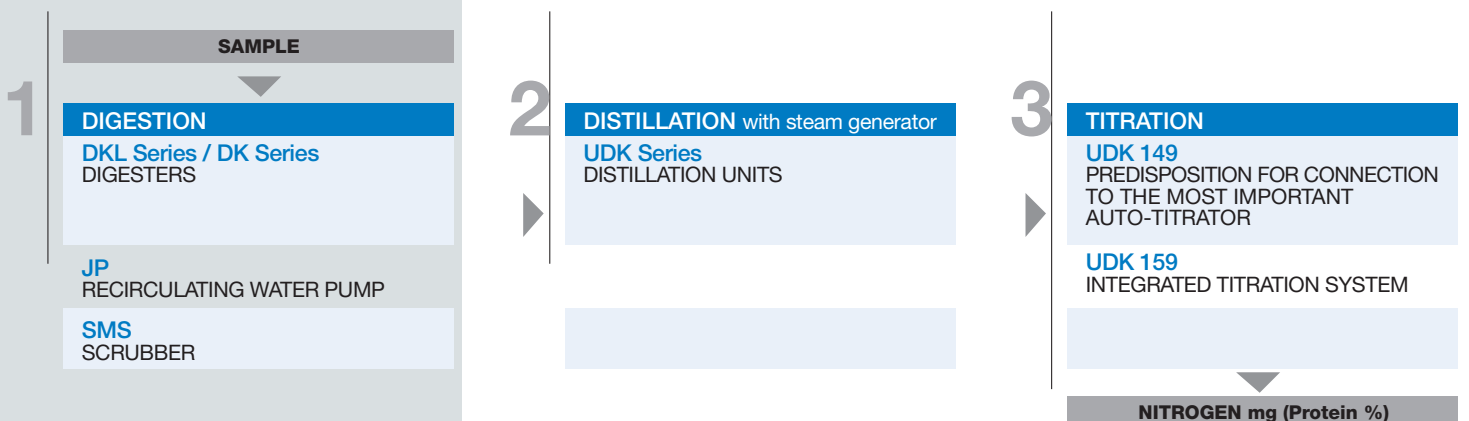 1
SAMPLE
DIGESTION
DKL Series / DK Series
DIGESTERS
JP
RECIRCULATING WATER PUMP
SMS
SCRUBBER
2
DISTILLATION with steam generator
UDK Series
DISTILLATION UNITS
3
TITRATION
UDK 149
PREDISPOSITION FOR CONNECTION
TO THE MOST IMPORTANT
AUTO-TITRATOR
UDK 159
INTEGRATED TITRATION SYSTEM
NITROGEN mg (Protein %)